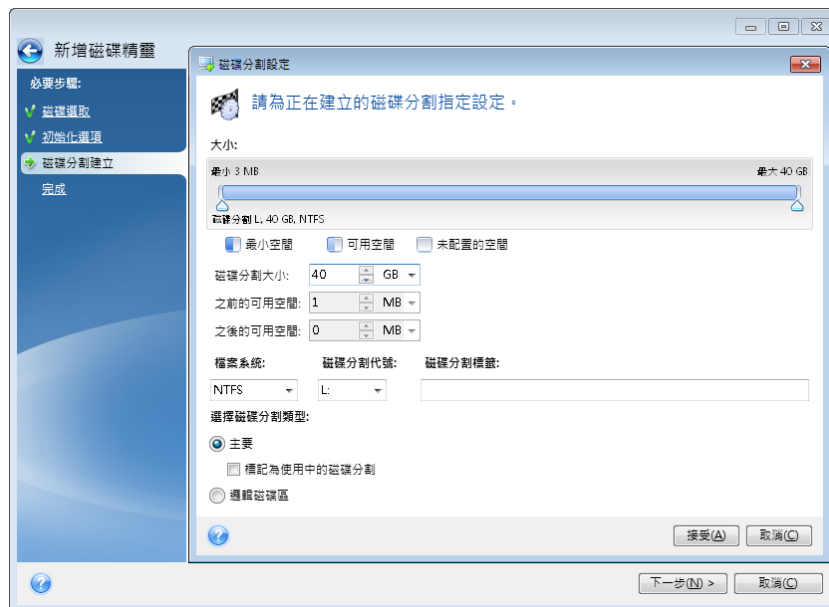 新增磁碟精靈
必要步驟:
磁碟選取
初始化選項
磁碟分割建立
完成
磁碟分割設定
請為正在建立的磁碟分割指定設定。
大小:
最小 3 MB 最大 40 GB
磁碟分割 L:, 40 GB, NTFS
最小空間 可用空間 未配置的空間
磁碟分割大小: 40 GB
之前的可用空間: 1 MB
之後的可用空間: 0 MB
檔案系統: 磁碟分割代號: 磁碟分割標籤:
NTFS L:
選擇磁碟分割類型:
主要
標記為使用中的磁碟分割
邏輯磁碟區
接受(A) 取消(C)
下一步(N) > 取消(C)